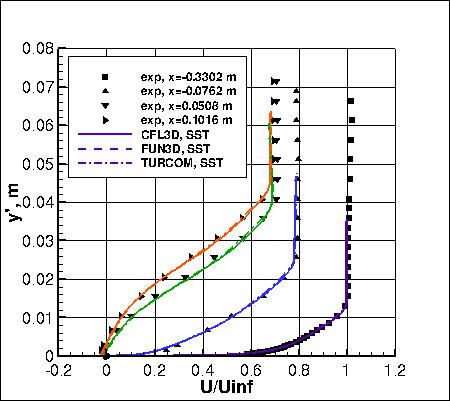 0.08
0.07
0.06
0.05
0.04
0.03
0.02
0.01
0
y', m
exp, x=-0.3302 m
exp, x=-0.0762 m
exp, x=0.0508 m
exp, x=0.1016 m
CFL3D, SST
FUN3D, SST
TURCOM, SST
-0.2 0 0.2 0.4 0.6 0.8 1 1.2
U/Uinf